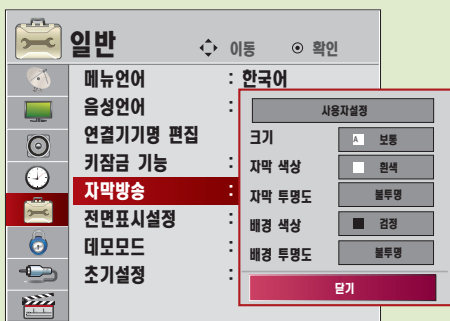 일반
이동 확인
메뉴언어 : 한국어
음성언어 :
연결기기명 편집
키잠금 기능 :
자막방송 :
전면표시설정 :
데모모드 :
초기설정 :
사용자설정
크기 A 보통
자막 색상 흰색
자막 투명도 불투명
배경 색상 검정
배경 투명도 불투명
닫기